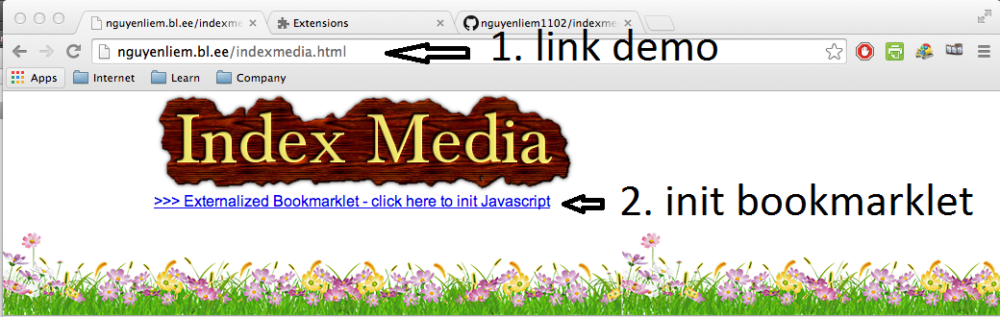 nguyenliem.bl.ee/indexme
Extensions
nguyenliem1102/indexme
nguyenliem.bl.ee/indexmedia.html
1. link demo
Apps Internet Learn Company
Index Media
>>> Externalized Bookmarklet - click here to init Javascript
2. init bookmarklet